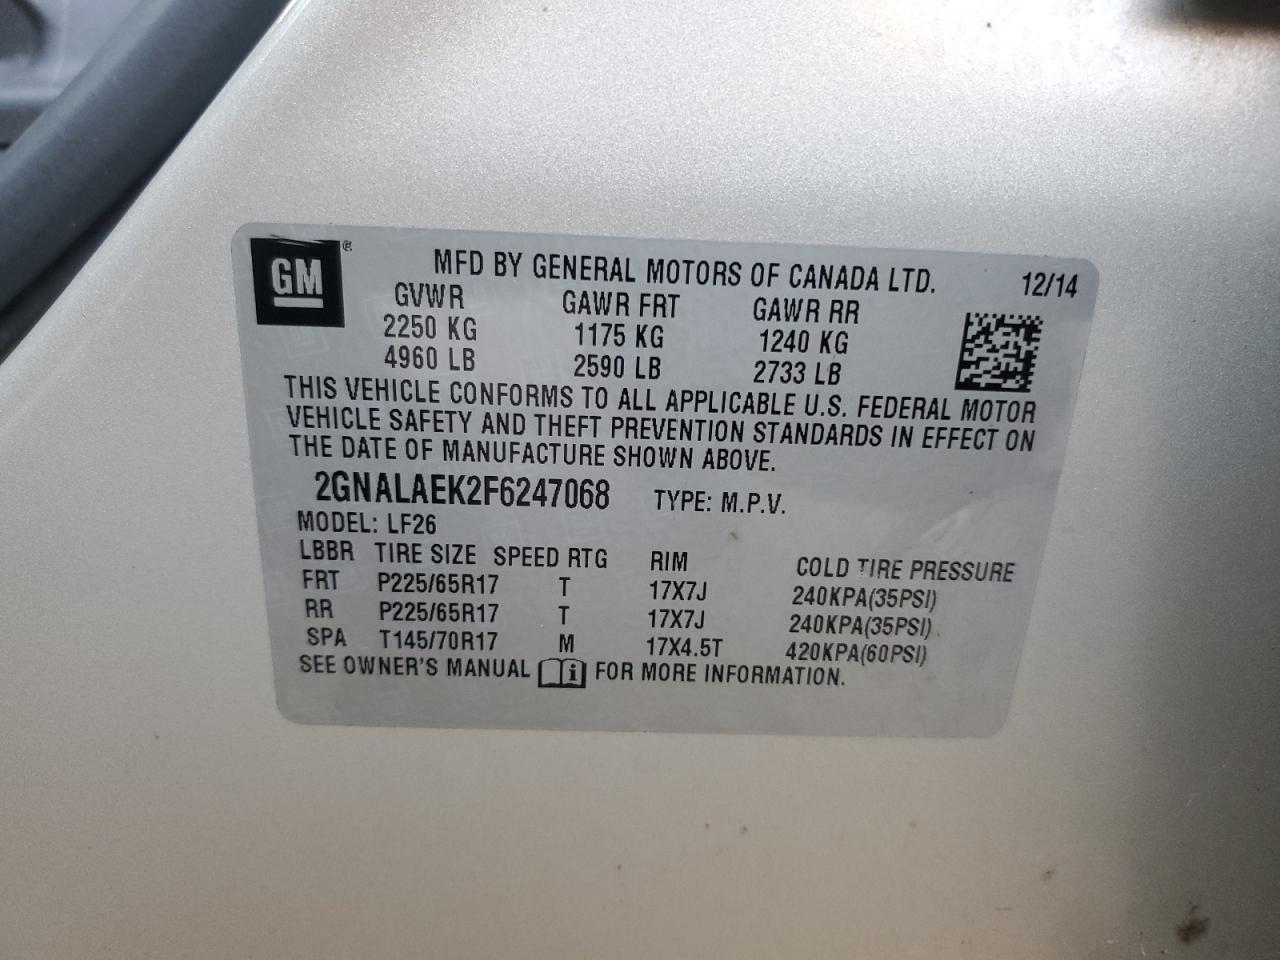 GM ®
MFD BY GENERAL MOTORS OF CANADA LTD. 12/14
GVWR GAWR FRT GAWR RR
2250 KG 1175 KG 1240 KG
4960 LB 2590 LB 2733 LB
THIS VEHICLE CONFORMS TO ALL APPLICABLE U.S. FEDERAL MOTOR
VEHICLE SAFETY AND THEFT PREVENTION STANDARDS IN EFFECT ON
THE DATE OF MANUFACTURE SHOWN ABOVE.
2GNALAEK2F6247068 TYPE: M.P.V.
MODEL: LF26
LBBR TIRE SIZE SPEED RTG RIM COLD TIRE PRESSURE
FRT P225/65R17 T 17X7J 240KPA(35PSI)
RR P225/65R17 T 17X7J 240KPA(35PSI)
SPA T145/70R17 M 17X4.5T 420KPA(60PSI)
SEE OWNER'S MANUAL i FOR MORE INFORMATION.